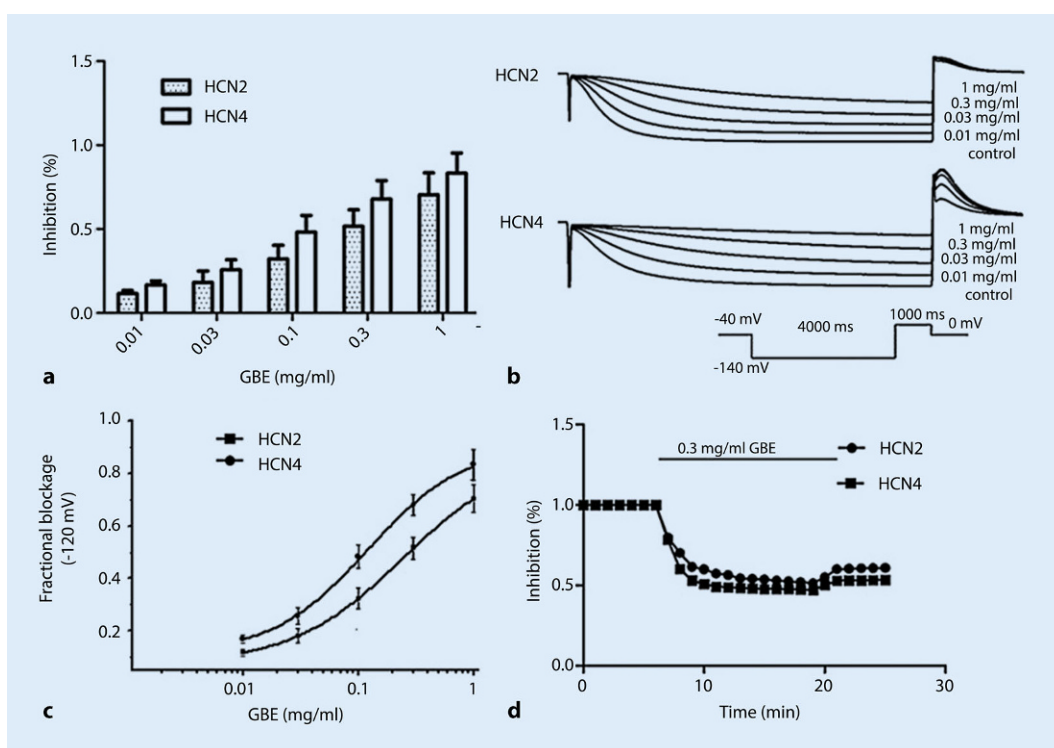 1.5
1.0
0.5
0.0
Inhibition (%)
HCN2
HCN4
0.01
0.03
0.1
0.3
1
-
GBE (mg/ml)
a
HCN2
1 mg/ml
0.3 mg/ml
0.03 mg/ml
0.01 mg/ml
control
HCN4
1 mg/ml
0.3 mg/ml
0.03 mg/ml
0.01 mg/ml
control
-40 mV
4000 ms
1000 ms
0 mV
-140 mV
b
1.0
0.8
0.6
0.4
0.2
Fractional blockage
(-120 mV)
HCN2
HCN4
0.01
0.1
1
GBE (mg/ml)
c
1.5
1.0
0.5
0.0
Inhibition (%)
0.3 mg/ml GBE
HCN2
HCN4
0
10
20
30
Time (min)
d